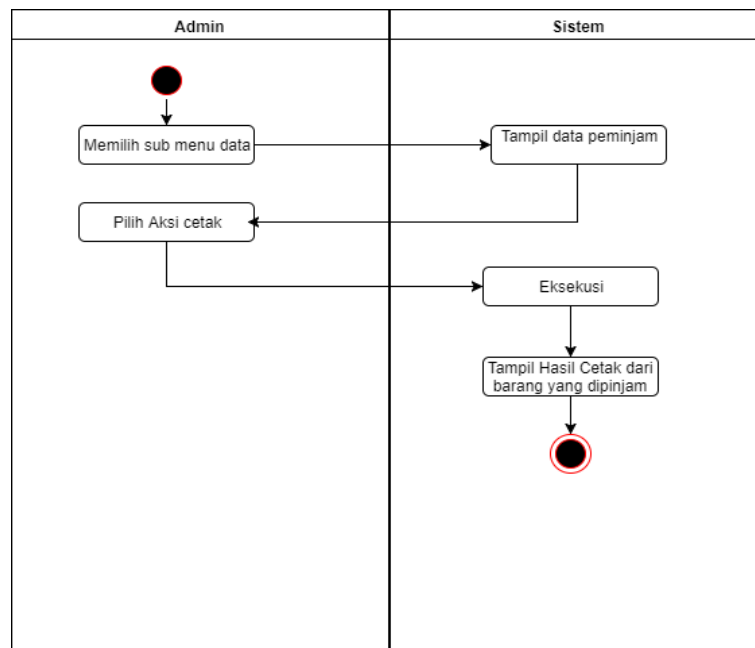 Admin
Sistem
Memilih sub menu data
Tampil data peminjam
Pilih Aksi cetak
Eksekusi
Tampil Hasil Cetak dari
barang yang dipinjam